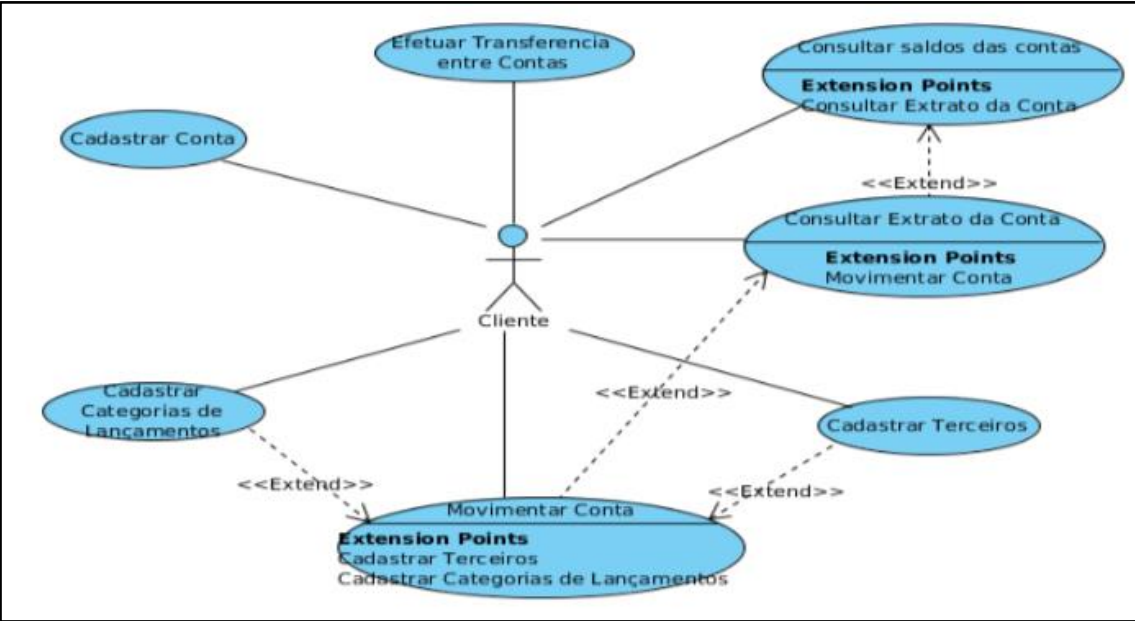 Efetuar Transferencia
entre Contas
Consultar saldos das contas
Extension Points
Consultar Extrato da Conta
Cadastrar Conta
<<Extend>>
Consultar Extrato da Conta
Extension Points
Movimentar Conta
Cliente
<<Extend>>
Cadastrar
Categorias de
Lançamentos
Cadastrar Terceiros
<<Extend>>
<<Extend>>
Movimentar Conta
Extension Points
Cadastrar Terceiros
Cadastrar Categorias de Lançamentos